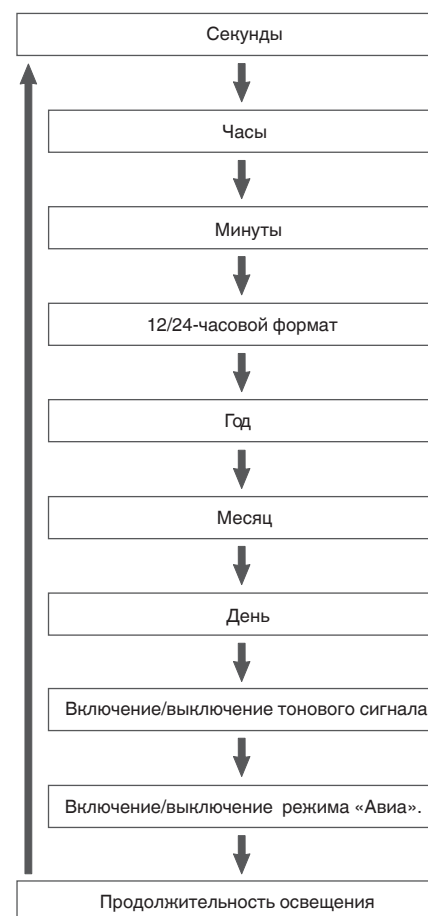 Секунды
Часы
Минуты
12/24-часовой формат
Год
Месяц
День
Включение/выключение тонового сигнала
Включение/выключение режима «Авиа».
Продолжительность освещения